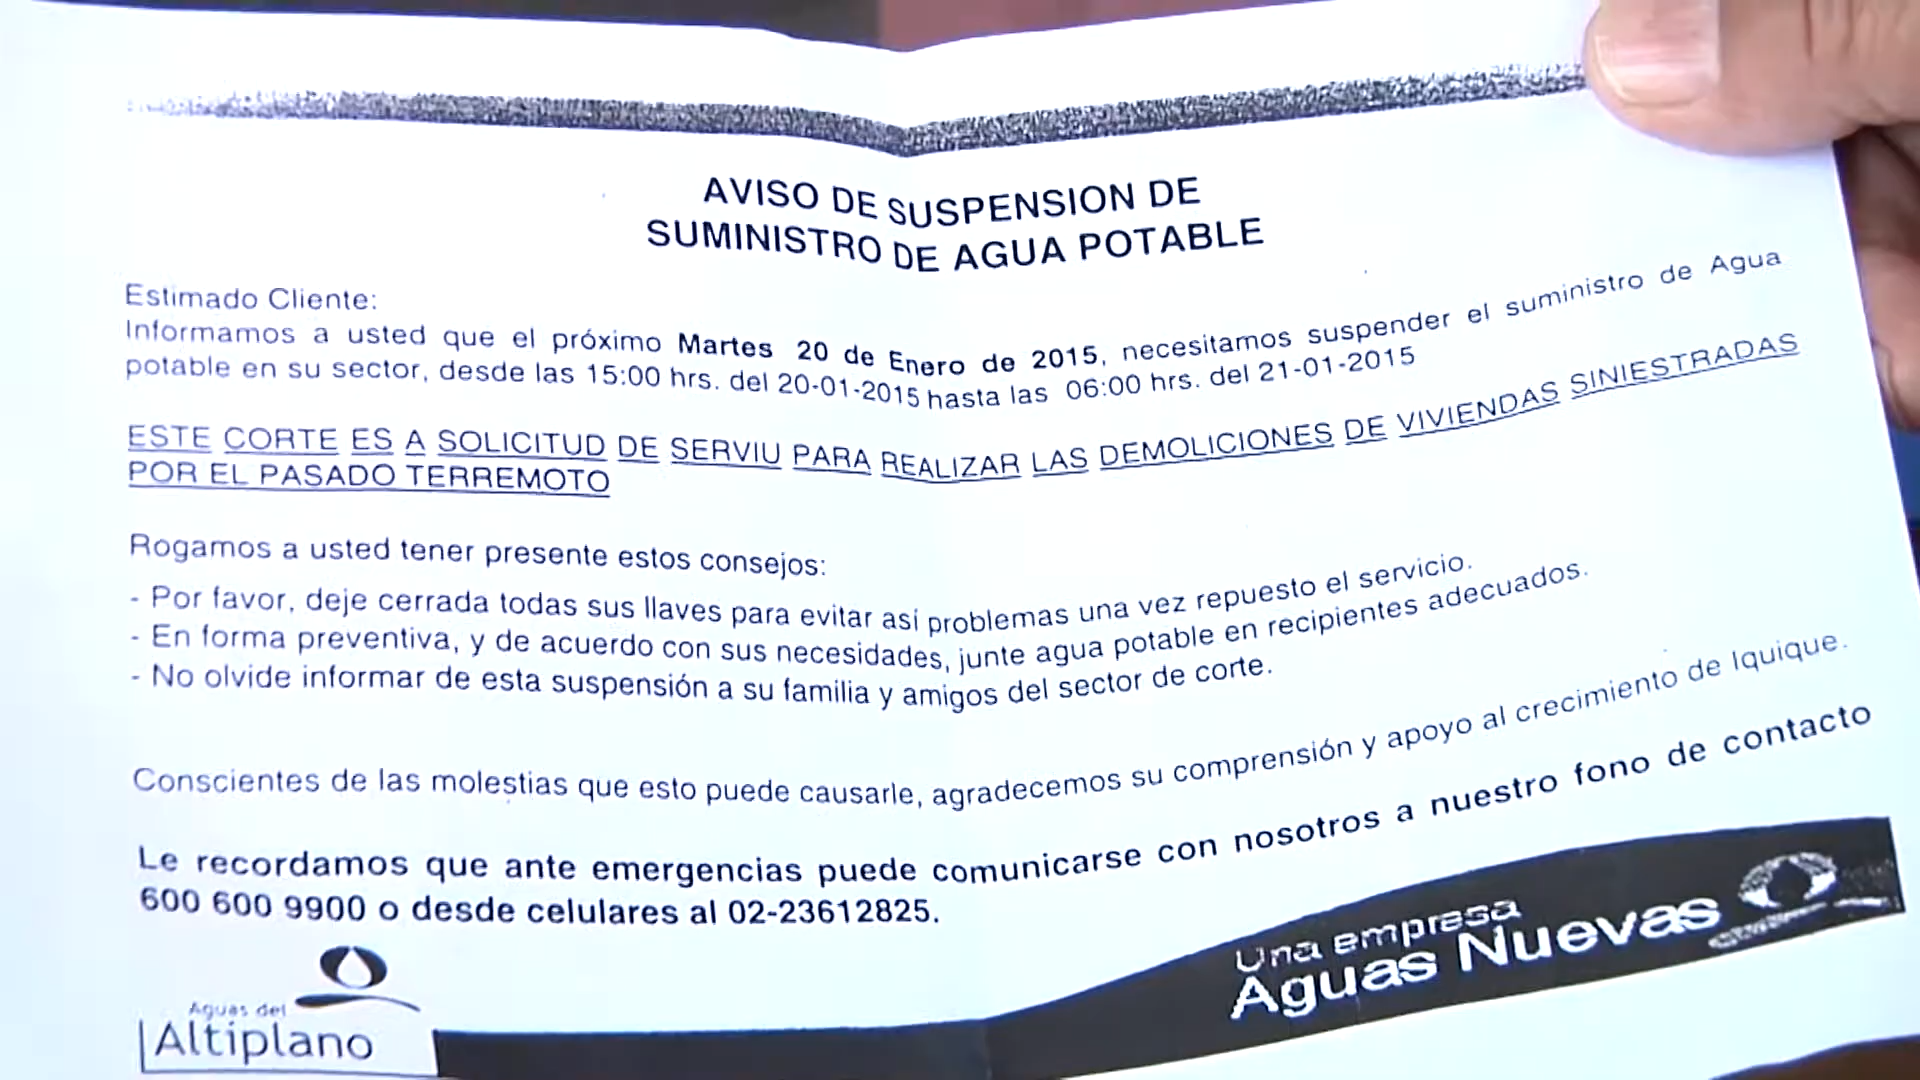 AVISO DE SUSPENSION DE
SUMINISTRO DE AGUA POTABLE
Estimado Cliente:
Informamos a usted que el próximo Martes 20 de Enero de 2015, necesitamos suspender el suministro de Agua
potable en su sector, desde las 15:00 hrs. del 20-01-2015 hasta las 06:00 hrs. del 21-01-2015
ESTE CORTE ES A SOLICITUD DE SERVIU PARA REALIZAR LAS DEMOLICIONES DE VIVIENDAS SINIESTRADAS
POR EL PASADO TERREMOTO
Rogamos a usted tener presente estos consejos:
- Por favor, deje cerrada todas sus llaves para evitar así problemas una vez repuesto el servicio.
- En forma preventiva, y de acuerdo con sus necesidades, junte agua potable en recipientes adecuados.
- No olvide informar de esta suspensión a su familia y amigos del sector de corte.
Conscientes de las molestias que esto puede causarle, agradecemos su comprensión y apoyo al crecimiento de Iquique.
Le recordamos que ante emergencias puede comunicarse con nosotros a nuestro fono de contacto
600 600 9900 o desde celulares al 02-23612825.
Aguas del
Altiplano
Una empresa
Aguas Nuevas